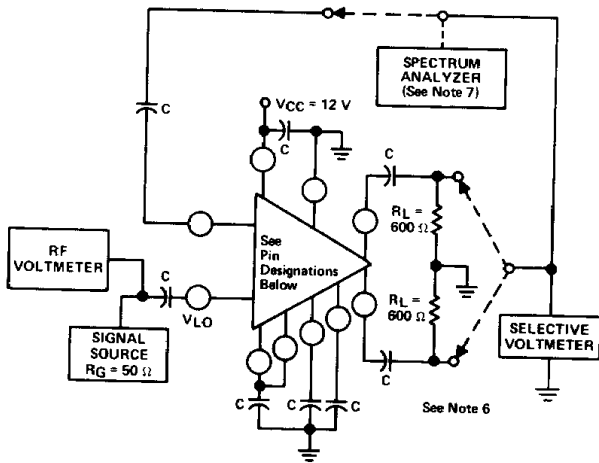 SPECTRUM
ANALYZER
(See Note 7)
C
VCC = 12 V
C
C
RL =
600 Ω
See
Pin
Designations
Below
RF
VOLTMETER
C
VLO
RL =
600 Ω
SIGNAL
SOURCE
RG = 50 Ω
SELECTIVE
VOLTMETER
C
C
C
C
See Note 6